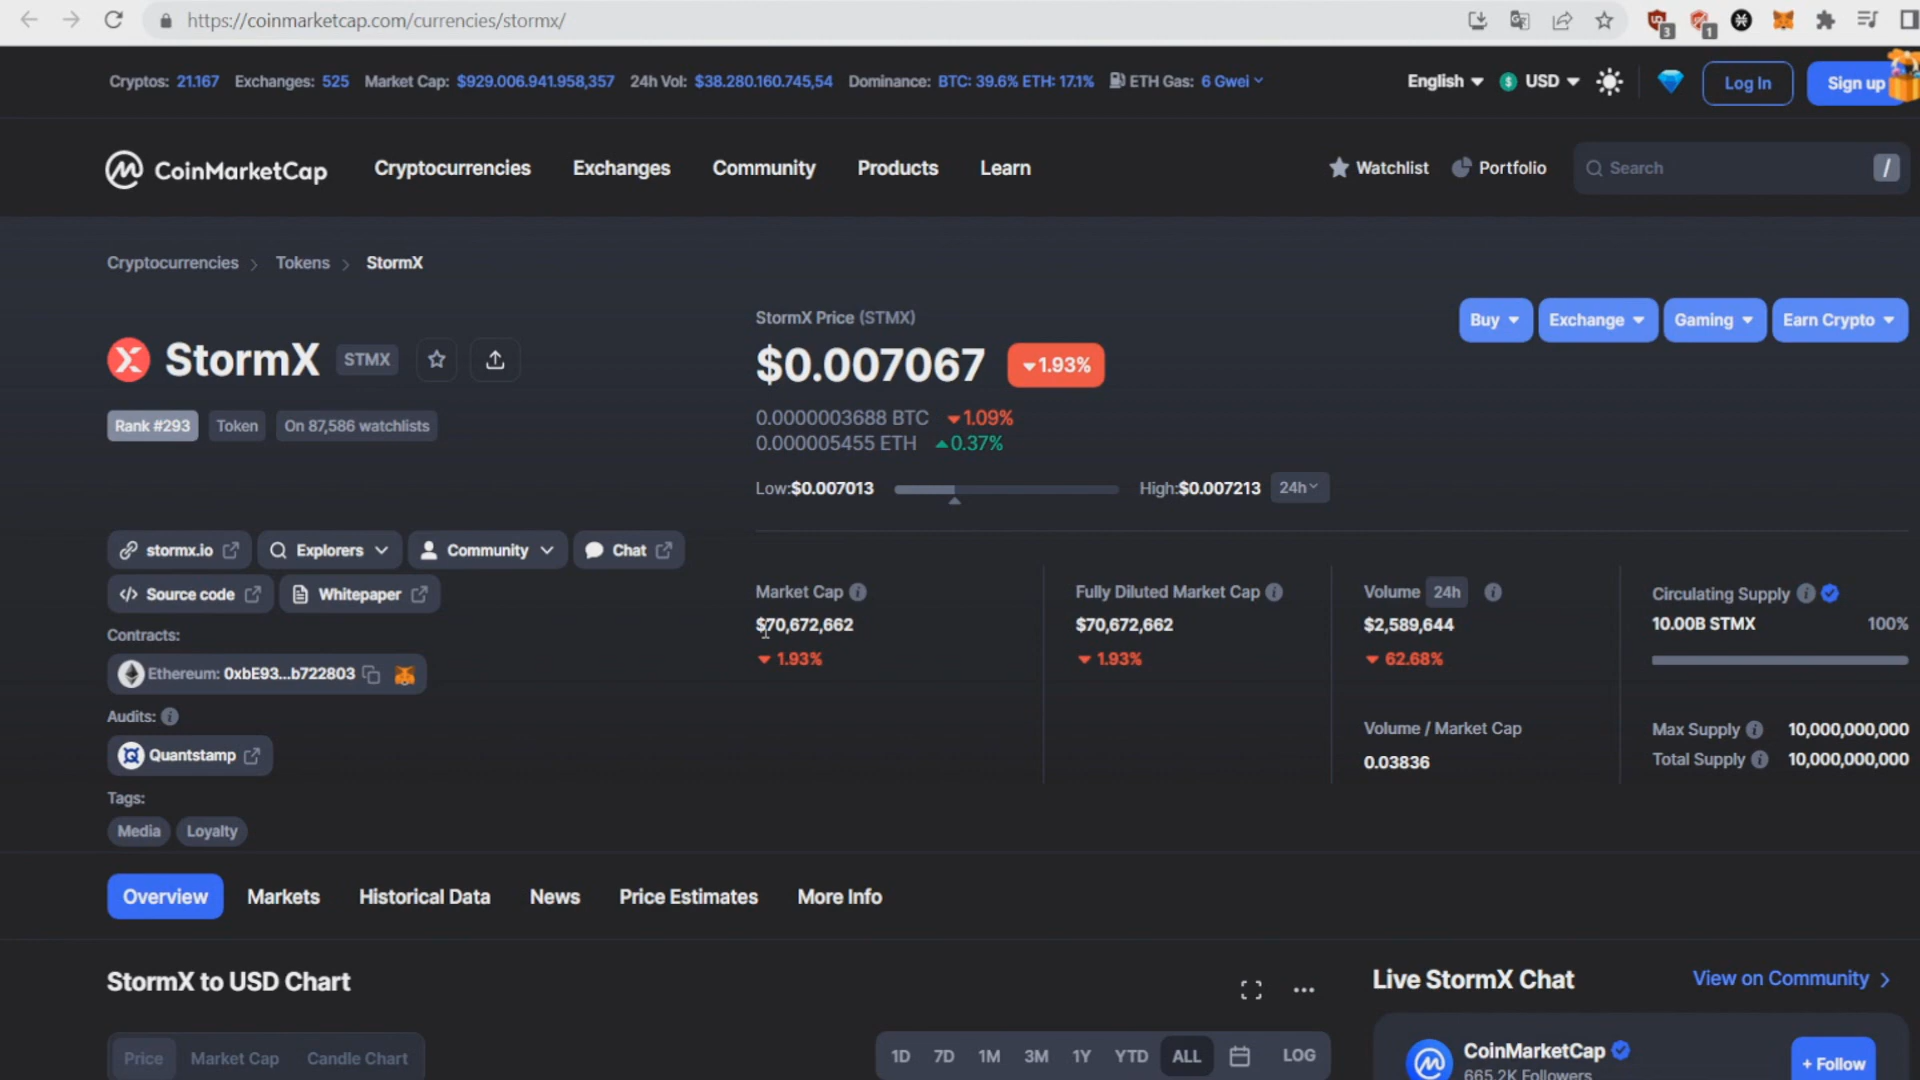 https://coinmarketcap.com/currencies/stormx/
3
1
Cryptos: 21.167 Exchanges: 525 Market Cap: $929.006.941.958,357 24h Vol: $38.280.160.745,54 Dominance: BTC: 39.6% ETH: 17.1% ETH Gas: 6 Gwei
English USD Log In Sign up
CoinMarketCap Cryptocurrencies Exchanges Community Products Learn Watchlist Portfolio Search /
Cryptocurrencies > Tokens > StormX
StormX STMX
Rank #293 Token On 87,586 watchlists
StormX Price (STMX)
$0.007067 1.93%
0.0000003688 BTC 1.09%
0.000005455 ETH 0.37%
Low:$0.007013 High:$0.007213 24h
Buy Exchange Gaming Earn Crypto
stormx.io Explorers Community Chat
Source code Whitepaper
Contracts:
Ethereum: 0xbE93...b722803
Audits:
Quantstamp
Tags:
Media Loyalty
Market Cap
$70,672,662
1.93%
Fully Diluted Market Cap
$70,672,662
1.93%
Volume 24h
$2,589,644
62.68%
Volume / Market Cap
0.03836
Circulating Supply
10.00B STMX 100%
Max Supply 10,000,000,000
Total Supply 10,000,000,000
Overview Markets Historical Data News Price Estimates More Info
StormX to USD Chart
Price Market Cap Candle Chart
1D 7D 1M 3M 1Y YTD ALL LOG
Live StormX Chat View on Community >
CoinMarketCap
665.2K Followers
+ Follow